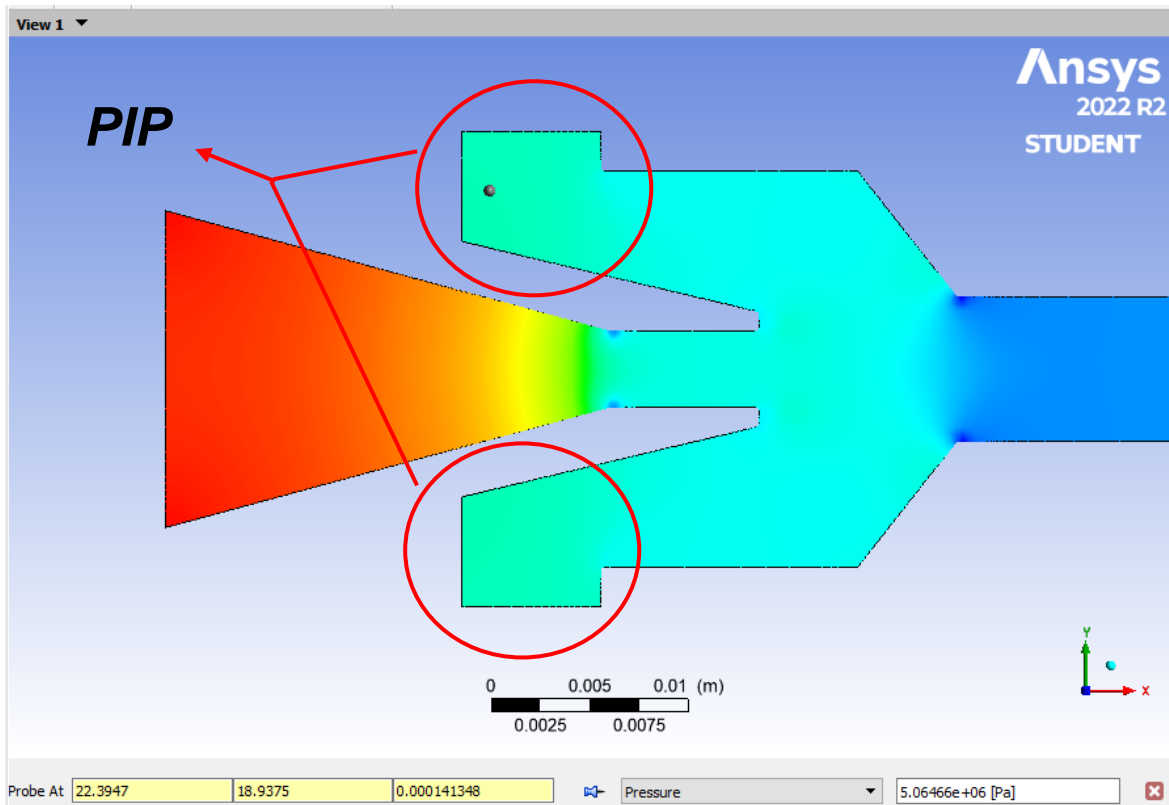 View 1
Ansys
2022 R2
STUDENT
PIP
0 0.005 0.01 (m)
0.0025 0.0075
Y
X
Probe At 22.3947 18.9375 0.000141348 Pressure 5.06466e+06 [Pa]